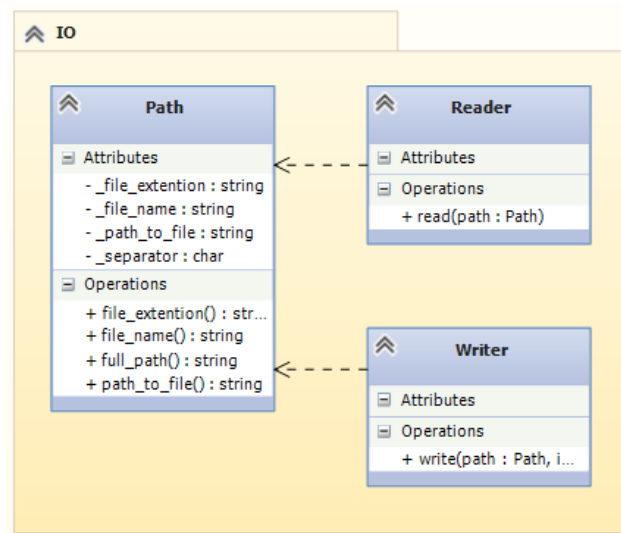 IO
Path
Attributes
- _file_extention : string
- _file_name : string
- _path_to_file : string
- _separator : char
Operations
+ file_extention() : str...
+ file_name() : string
+ full_path() : string
+ path_to_file() : string
Reader
Attributes
Operations
+ read(path : Path)
Writer
Attributes
Operations
+ write(path : Path, i...